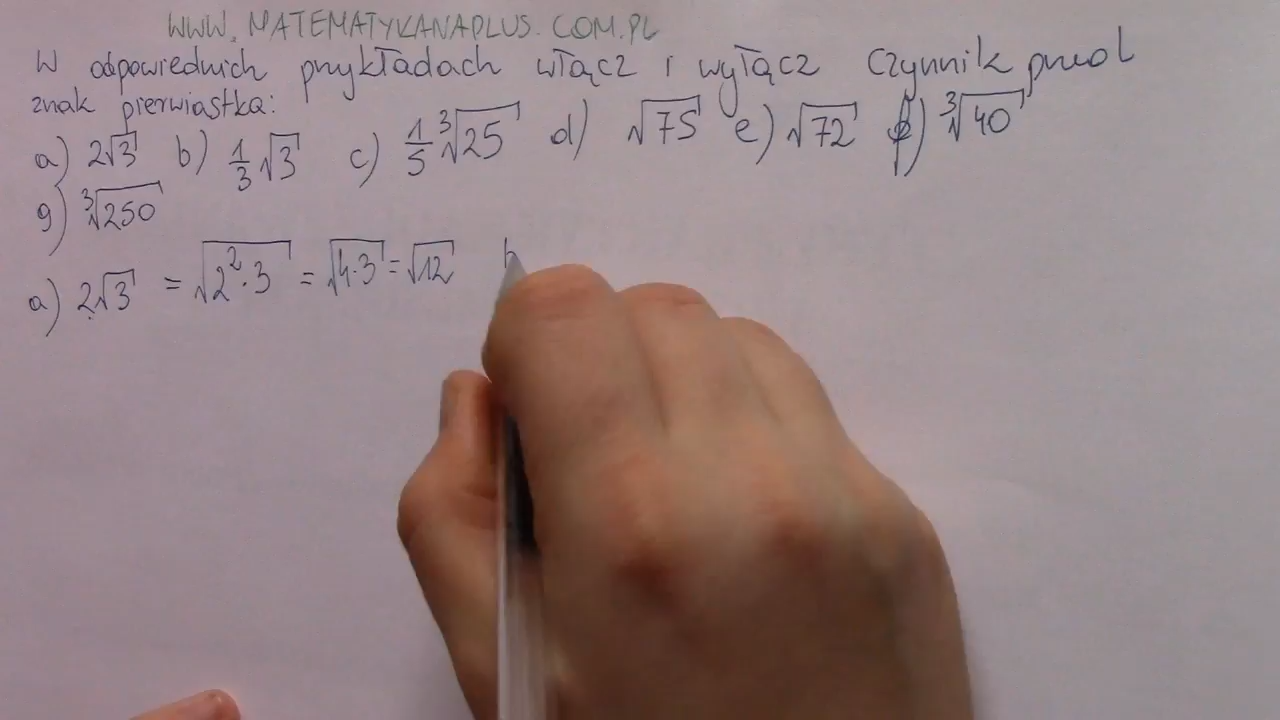 WWW.MATEMATYKANAPLUS.COM.PL
W odpowiednich przykładach włącz i wyłącz czynnik przed
znak pierwiastka:
a) 2√3 b) 1/3 √3 c) 1/5 ∛25 d) √75 e) √72 f) ∛40
g) ∛250
a) 2√3 = √2²·3 = √4·3 = √12 b